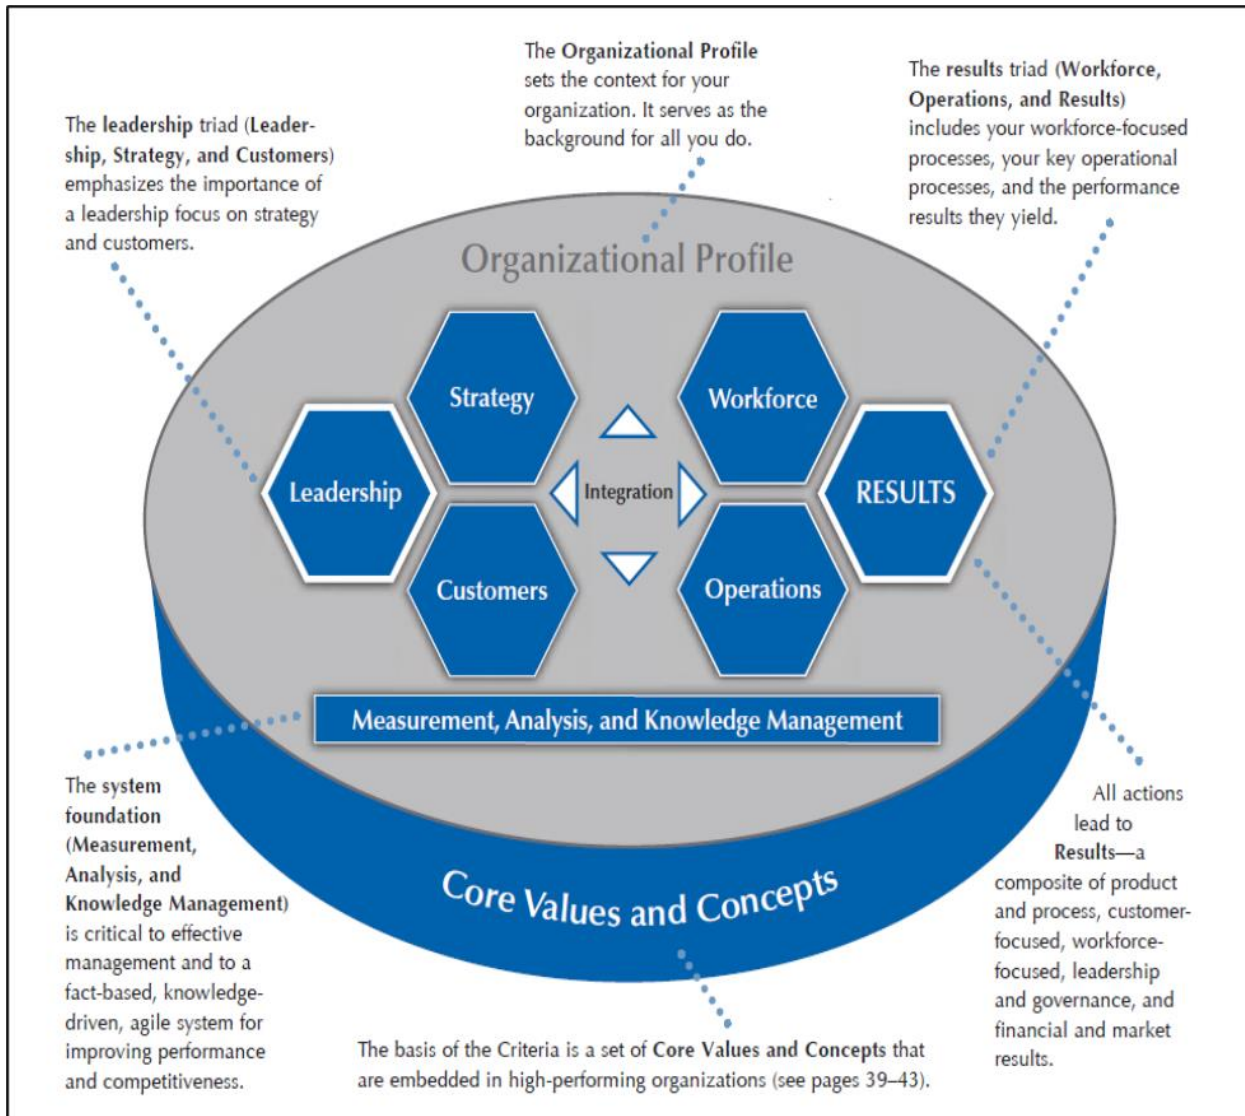 The Organizational Profile
sets the context for your
organization. It serves as the
background for all you do.
The results triad (Workforce,
Operations, and Results)
includes your workforce-focused
processes, your key operational
processes, and the performance
results they yield.
The leadership triad (Leader-
ship, Strategy, and Customers)
emphasizes the importance of
a leadership focus on strategy
and customers.
Organizational Profile
Strategy
Workforce
Leadership
Integration
RESULTS
Customers
Operations
Measurement, Analysis, and Knowledge Management
Core Values and Concepts
The system
foundation
(Measurement,
Analysis, and
Knowledge Management)
is critical to effective
management and to a
fact-based, knowledge-
driven, agile system for
improving performance
and competitiveness.
All actions
lead to
Results—a
composite of product
and process, customer-
focused, workforce-
focused, leadership
and governance, and
financial and market
results.
The basis of the Criteria is a set of Core Values and Concepts that
are embedded in high-performing organizations (see pages 39–43).